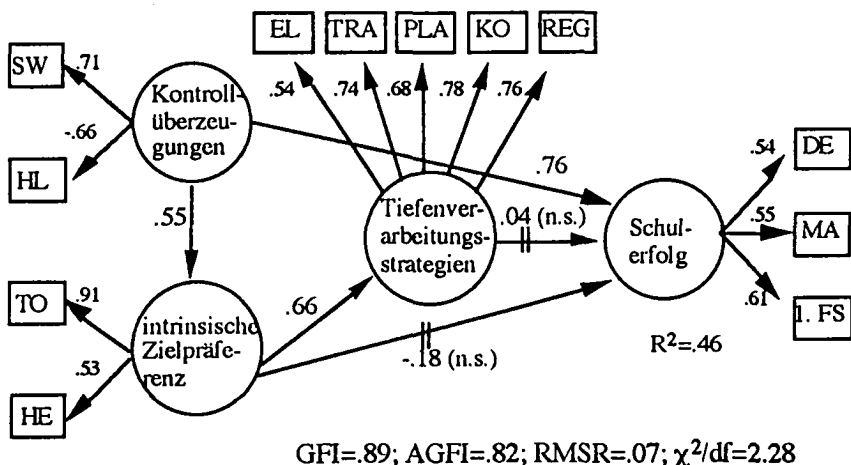 EL TRA PLA KO REG
SW
.71
-.66
HL
Kontroll-
überzeu-
gungen
.54 .74 .68 .78 .76
.76
.55
Tiefenver-
arbeitungs-
strategien
.04 (n.s.)
Schul-
erfolg
.54
DE
.55
MA
.61
1. FS
TO
.91
.53
HE
intrinsische
Zielpräfe-
renz
.66
-.18 (n.s.)
R²=.46
GFI=.89; AGFI=.82; RMSR=.07; χ²/df=2.28